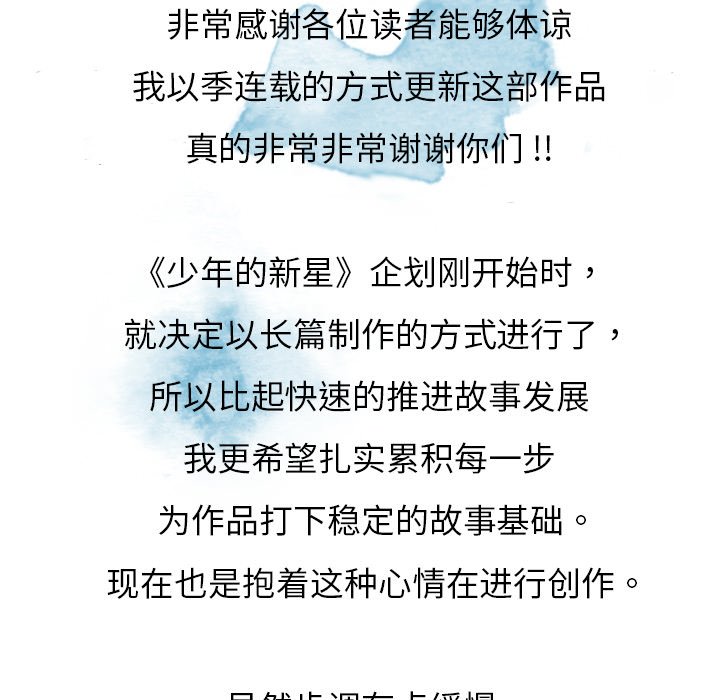 非常感谢各位读者能够体谅
我以季连载的方式更新这部作品
真的非常非常谢谢你们!!
《少年的新星》企划刚开始时，
就决定以长篇制作的方式进行了，
所以比起快速的推进故事发展
我更希望扎实累积每一步
为作品打下稳定的故事基础。
现在也是抱着这种心情在进行创作。